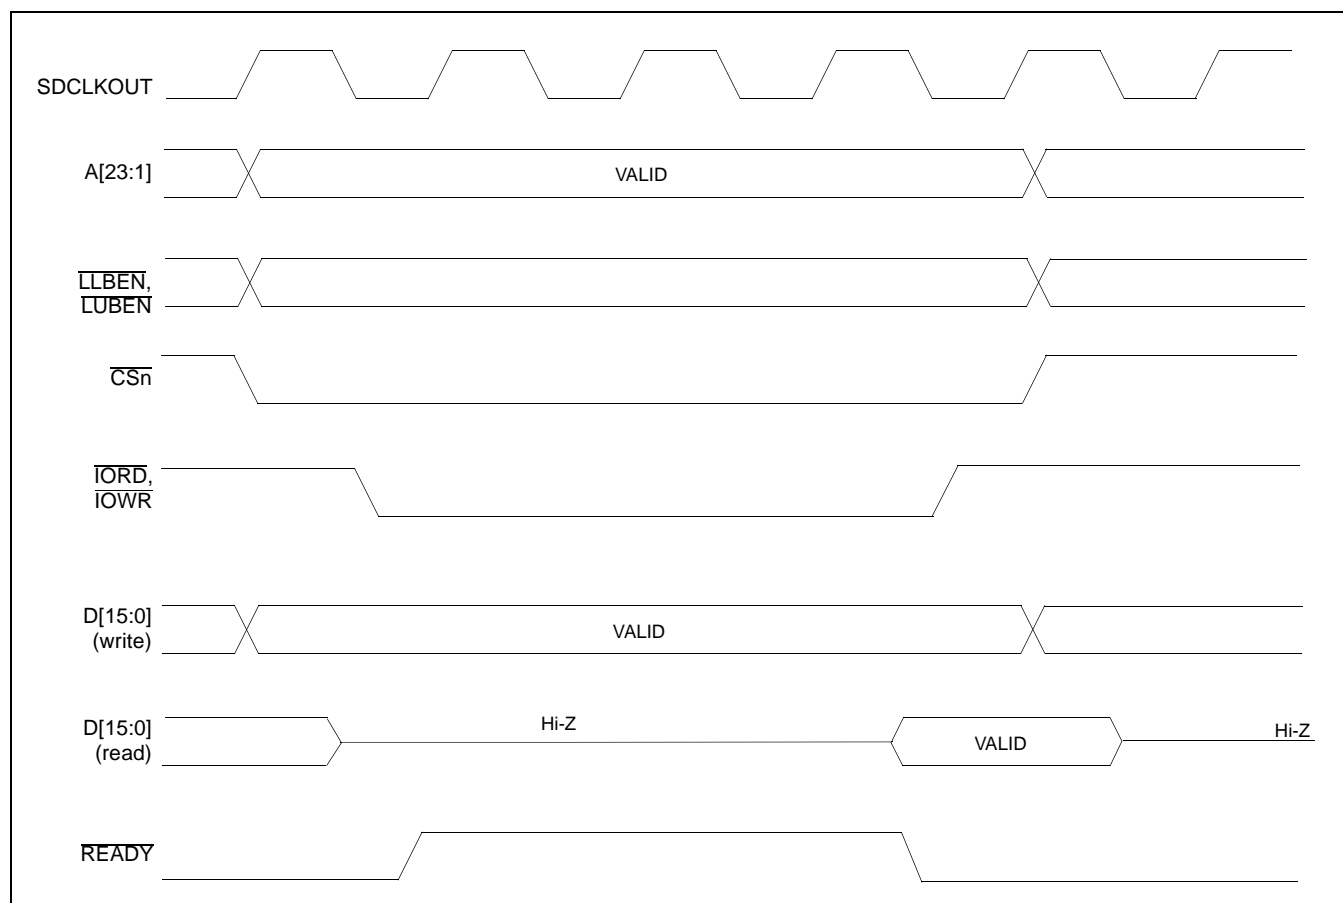 SDCLKOUT
A[23:1]
VALID
LLBEN,
LUBEN
CSn
IORD,
IOWR
D[15:0]
(write)
VALID
D[15:0]
(read)
Hi-Z
VALID
Hi-Z
READY